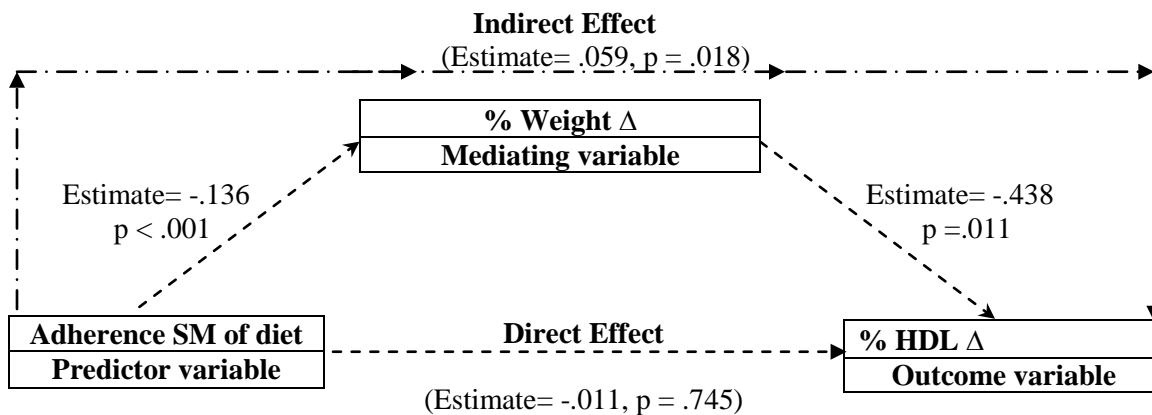 Indirect Effect
(Estimate= .059, p = .018)
% Weight Δ
Mediating variable
Estimate= -.136
p < .001
Estimate= -.438
p =.011
Adherence SM of diet
Predictor variable
Direct Effect
(Estimate= -.011, p = .745)
% HDL Δ
Outcome variable